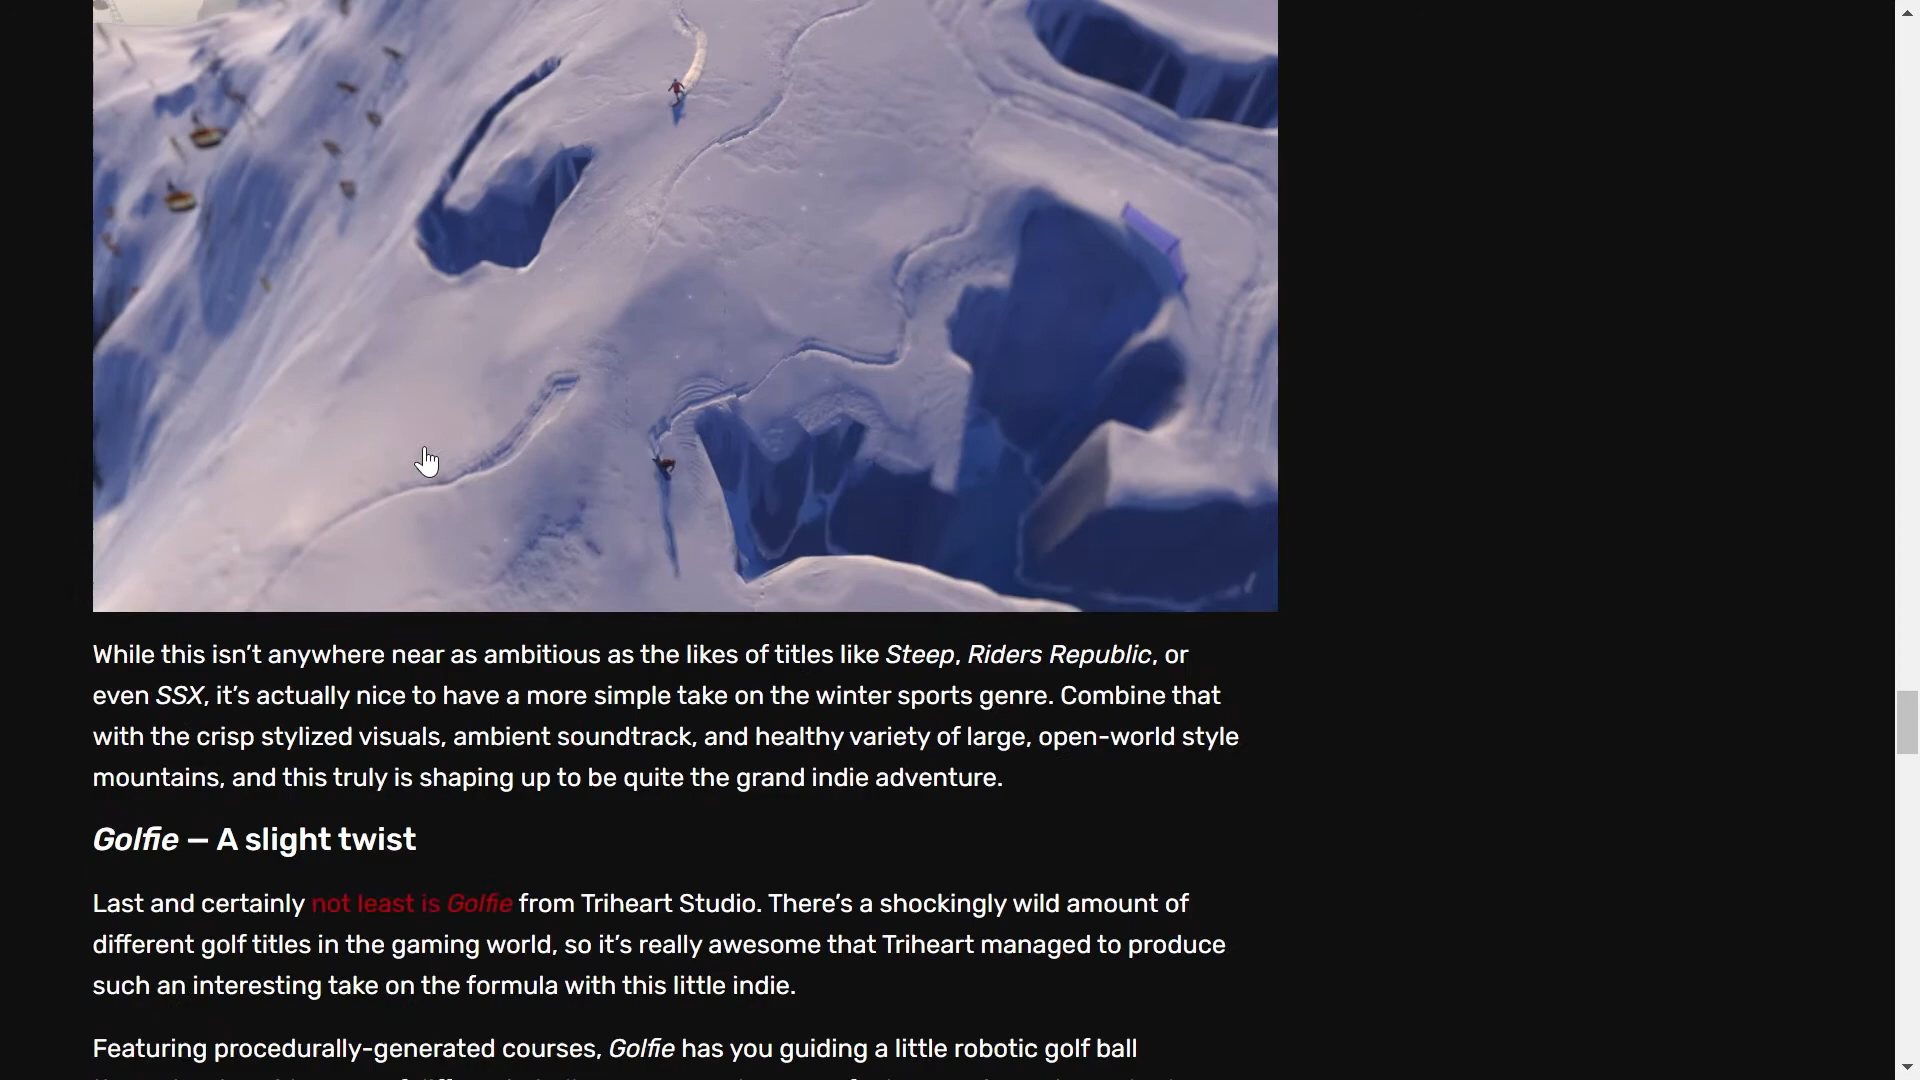 While this isn’t anywhere near as ambitious as the likes of titles like Steep, Riders Republic, or
even SSX, it’s actually nice to have a more simple take on the winter sports genre. Combine that
with the crisp stylized visuals, ambient soundtrack, and healthy variety of large, open-world style
mountains, and this truly is shaping up to be quite the grand indie adventure.
Golfie — A slight twist
Last and certainly not least is Golfie from Triheart Studio. There’s a shockingly wild amount of
different golf titles in the gaming world, so it’s really awesome that Triheart managed to produce
such an interesting take on the formula with this little indie.
Featuring procedurally-generated courses, Golfie has you guiding a little robotic golf ball